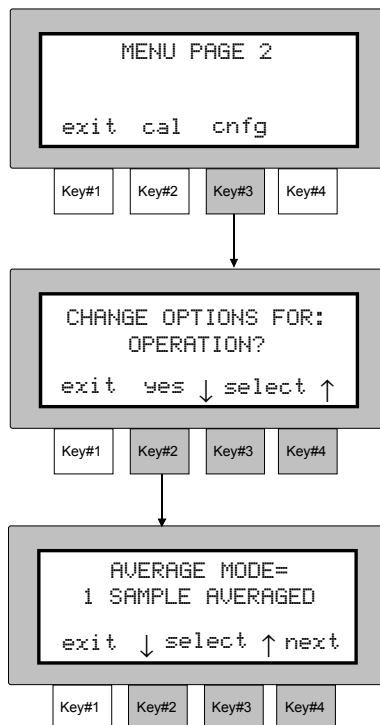 MENU PAGE 2
exit cal cnfg
Key#1 Key#2 Key#3 Key#4
CHANGE OPTIONS FOR:
OPERATION?
exit yes ↓ select ↑
Key#1 Key#2 Key#3 Key#4
AVERAGE MODE=
1 SAMPLE AVERAGED
exit ↓ select ↑ next
Key#1 Key#2 Key#3 Key#4